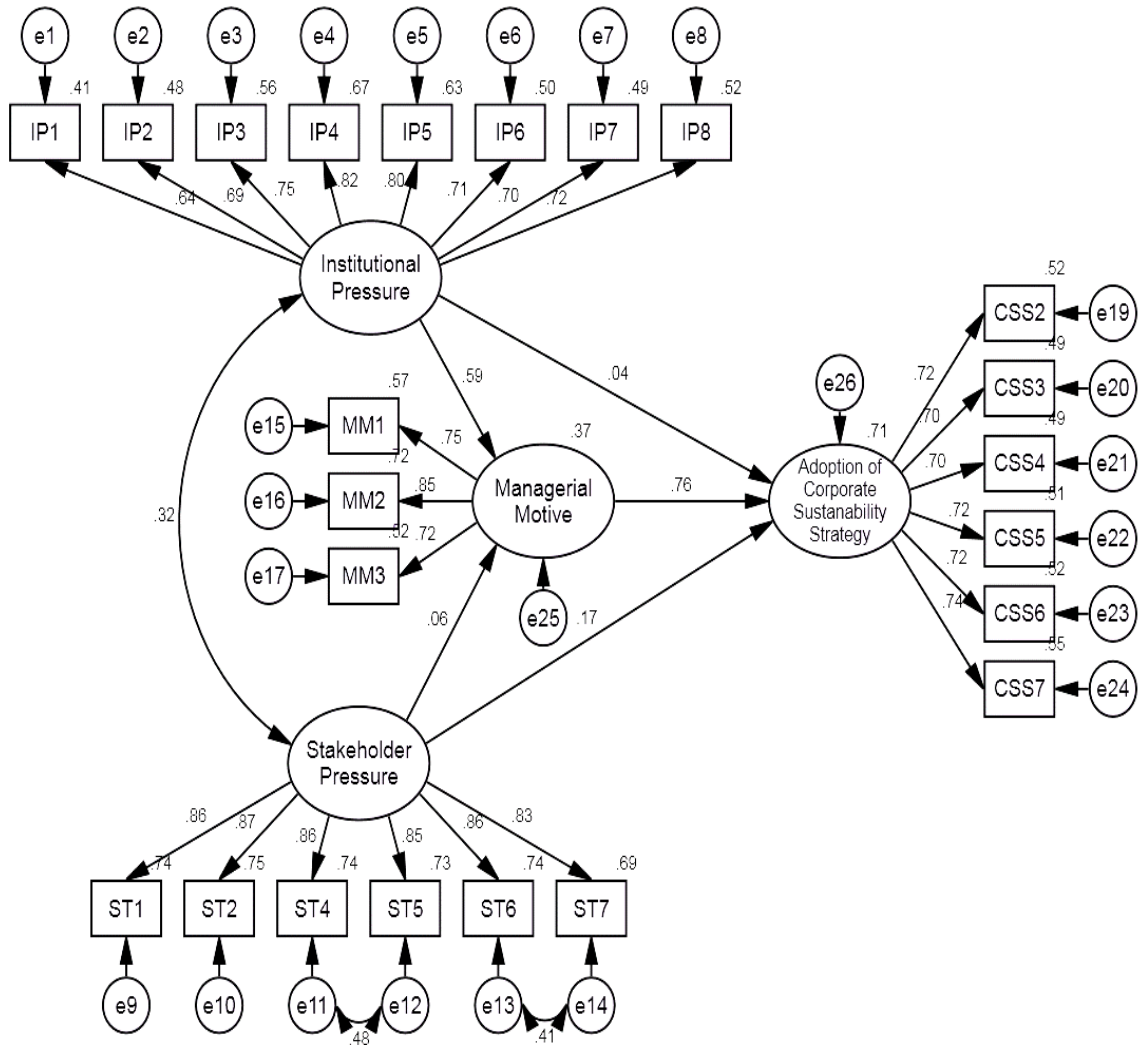 e1 e2 e3 e4 e5 e6 e7 e8
.41 .48 .56 .67 .63 .50 .49 .52
IP1 IP2 IP3 IP4 IP5 IP6 IP7 IP8
.64 .69 .75 .82 .80 .71 .70 .72
Institutional
Pressure
.52
CSS2 e19
.49
.59 .04
.57 e26 .72 CSS3 e20
e15 MM1 .75 .37 .71 .70 .49
.72
Managerial
Motive
Adoption of
Corporate
Sustanability
Strategy
.70 CSS4 e21
.51
e16 MM2 .85 .76
.32
.52 .72
.72 CSS5 e22
.52
e17 MM3
.72 CSS6 e23
.06 e25 .17
.74 .55
CSS7 e24
Stakeholder
Pressure
.86 .87 .86 .85 .86 .83
.74 .75 .74 .73 .74 .69
ST1 ST2 ST4 ST5 ST6 ST7
e9 e10 e11 e12 e13 e14
.48 .41